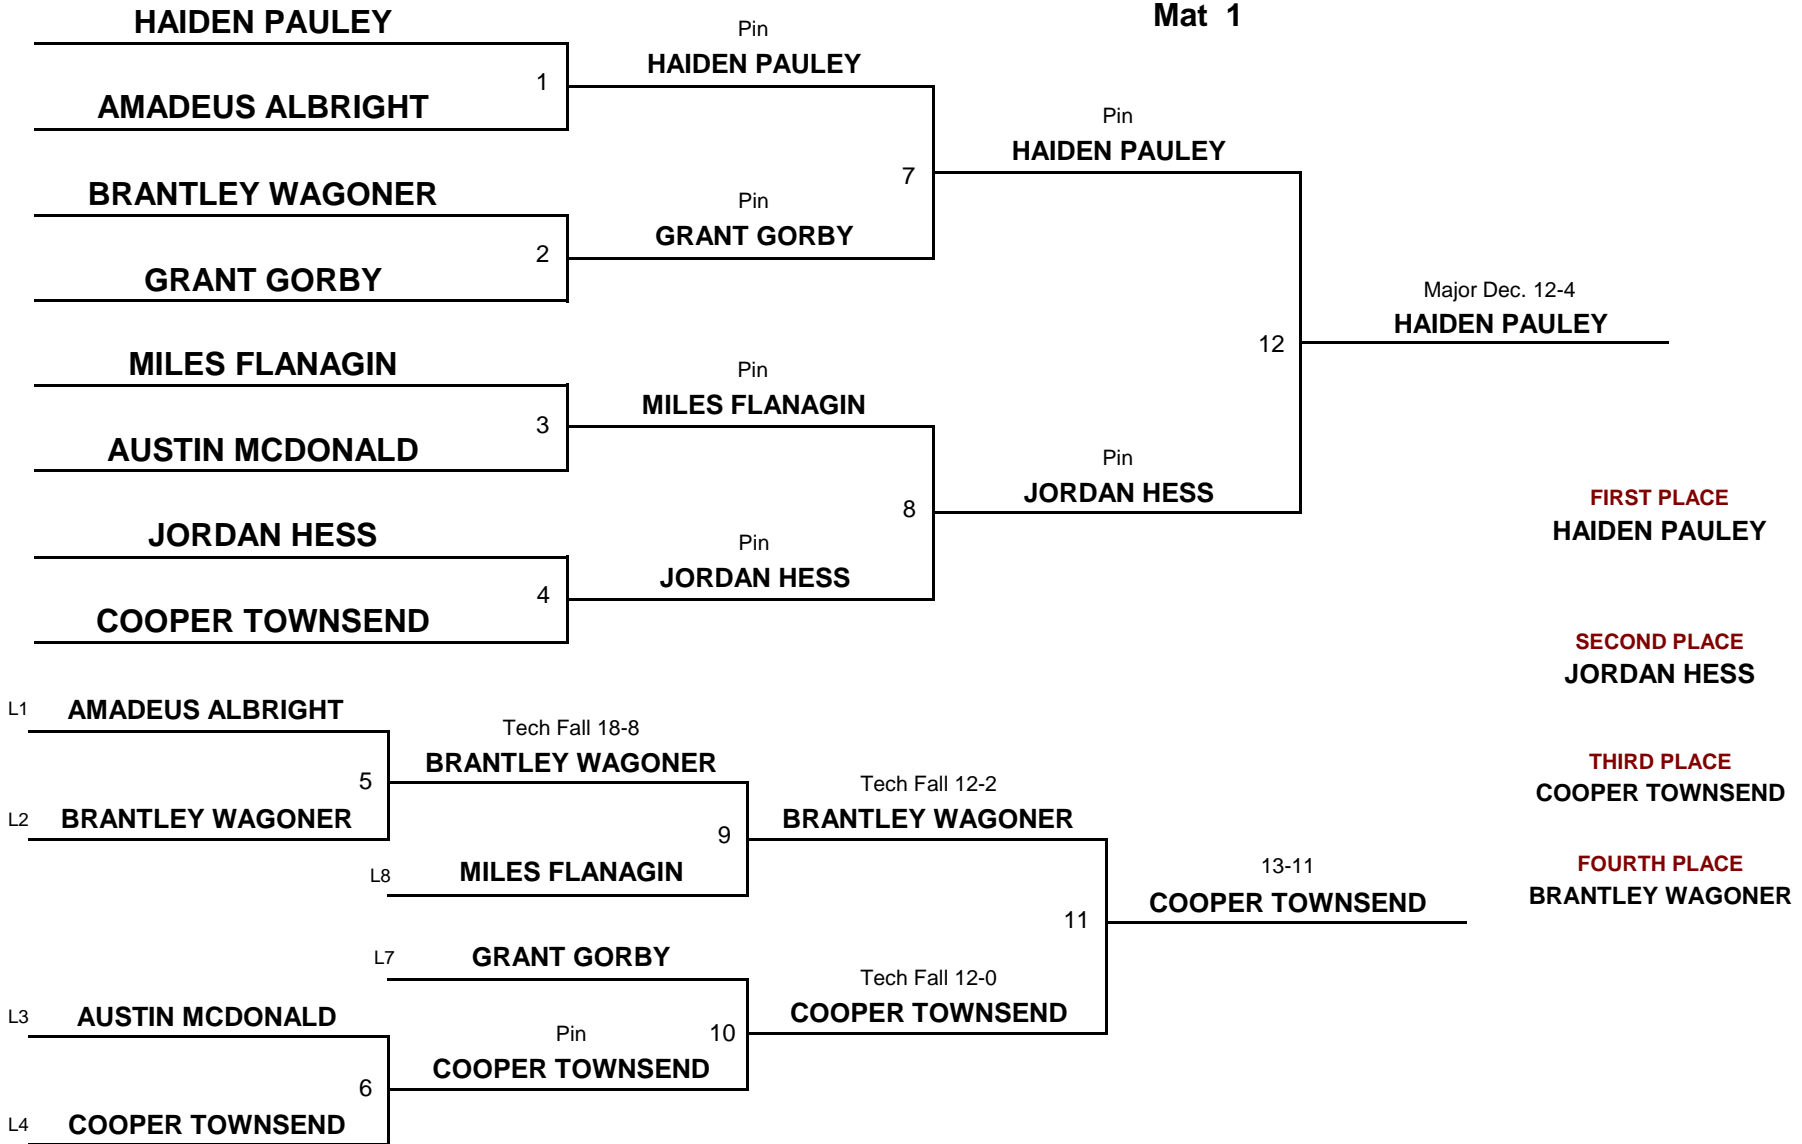 Mat 1
HAIDEN PAULEY
1
AMADEUS ALBRIGHT
Pin
HAIDEN PAULEY
BRANTLEY WAGONER
2
GRANT GORBY
Pin
GRANT GORBY
7
Pin
HAIDEN PAULEY
MILES FLANAGIN
3
AUSTIN MCDONALD
Pin
MILES FLANAGIN
JORDAN HESS
4
COOPER TOWNSEND
Pin
JORDAN HESS
8
Pin
JORDAN HESS
12
Major Dec. 12-4
HAIDEN PAULEY
FIRST PLACE
HAIDEN PAULEY
SECOND PLACE
JORDAN HESS
THIRD PLACE
COOPER TOWNSEND
FOURTH PLACE
BRANTLEY WAGONER
L1 AMADEUS ALBRIGHT
5
L2 BRANTLEY WAGONER
Tech Fall 18-8
BRANTLEY WAGONER
9
L8 MILES FLANAGIN
Tech Fall 12-2
BRANTLEY WAGONER
L7 GRANT GORBY
L3 AUSTIN MCDONALD
6
L4 COOPER TOWNSEND
Pin
COOPER TOWNSEND
10
Tech Fall 12-0
COOPER TOWNSEND
11
13-11
COOPER TOWNSEND